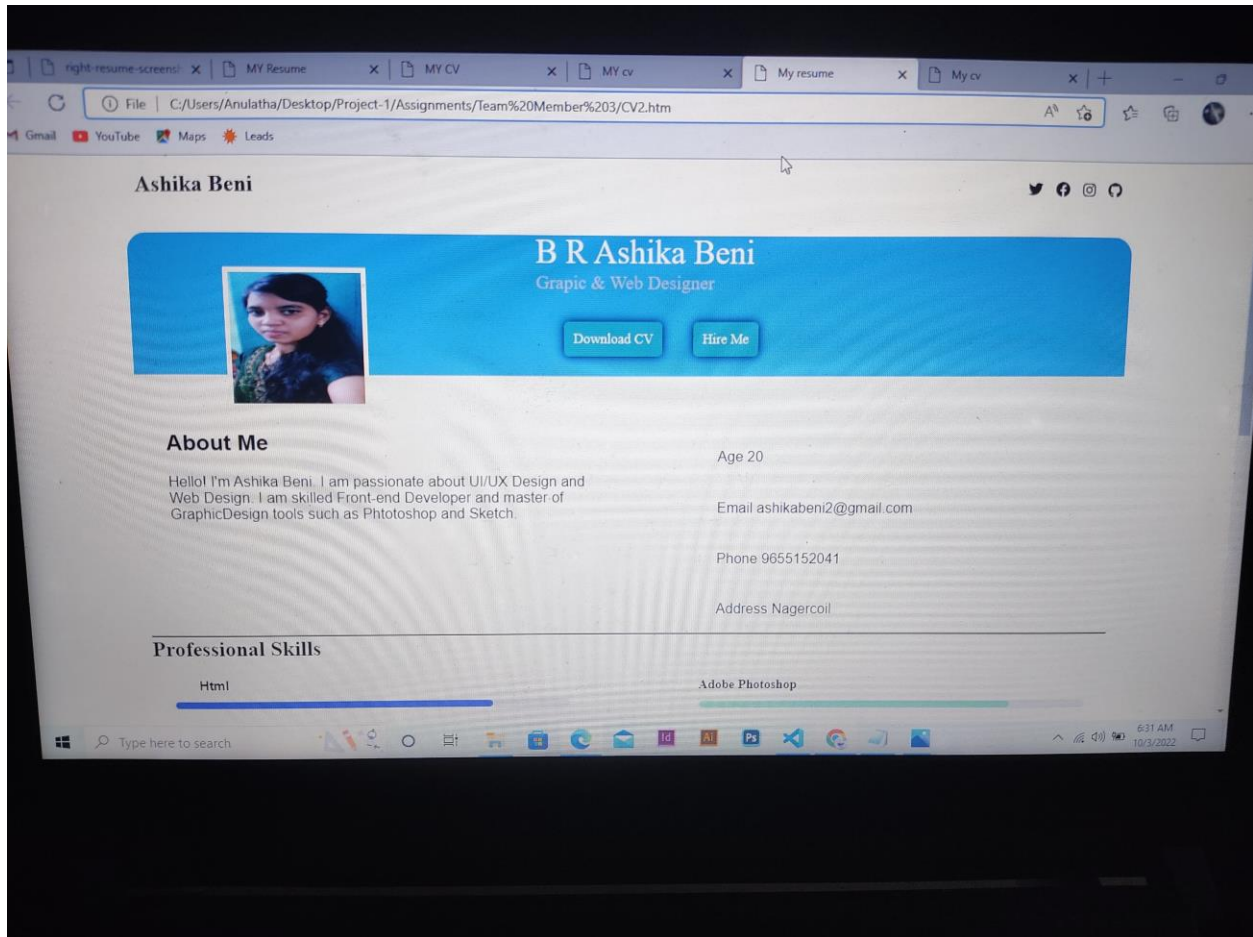 right-resume-screens
MY Resume
MY CV
MY cv
My resume
My cv
File
C:/Users/Anulatha/Desktop/Project-1/Assignments/Team%20Member%203/CV2.htm
Gmail
YouTube
Maps
Leads
Ashika Beni
B R Ashika Beni
Grapic & Web Designer
Download CV
Hire Me
About Me
Hello! I'm Ashika Beni. I am passionate about UI/UX Design and
Web Design. I am skilled Front-end Developer and master of
GraphicDesign tools such as Phtotoshop and Sketch.
Age 20
Email ashikabeni2@gmail.com
Phone 9655152041
Address Nagercoil
Professional Skills
Html
Adobe Photoshop
Type here to search
Id
Ai
Ps
6:31 AM
10/3/2022